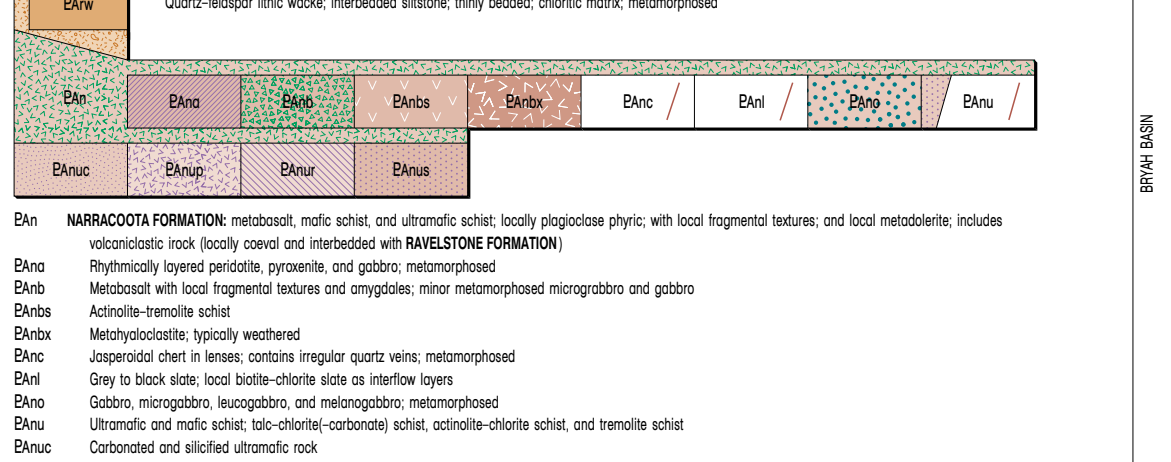 PArw
Quartz–feldspar lithic wacke; interbedded siltstone; thinly bedded; chloritic matrix; metamorphosed
PAn PAna PAnb PAnbs PAnbx PAnc PAnl PAno PAnu
PAnuc PAnup PAnur PAnus
BRYAH BASIN
PAn NARRACOOTA FORMATION: metabasalt, mafic schist, and ultramafic schist; locally plagioclase phyric; with local fragmental textures; and local metadolerite; includes
volcaniclastic irock (locally coeval and interbedded with RAVELSTONE FORMATION)
PAna Rhythmically layered peridotite, pyroxenite, and gabbro; metamorphosed
PAnb Metabasalt with local fragmental textures and amygdales; minor metamorphosed micrograbbro and gabbro
PAnbs Actinolite–tremolite schist
PAnbx Metahyaloclastite; typically weathered
PAnc Jasperoidal chert in lenses; contains irregular quartz veins; metamorphosed
PAnl Grey to black slate; local biotite–chlorite slate as interflow layers
PAno Gabbro, microgabbro, leucogabbro, and melanogabbro; metamorphosed
PAnu Ultramafic and mafic schist; talc–chlorite(–carbonate) schist, actinolite–chlorite schist, and tremolite schist
PAnuc Carbonated and silicified ultramafic rock